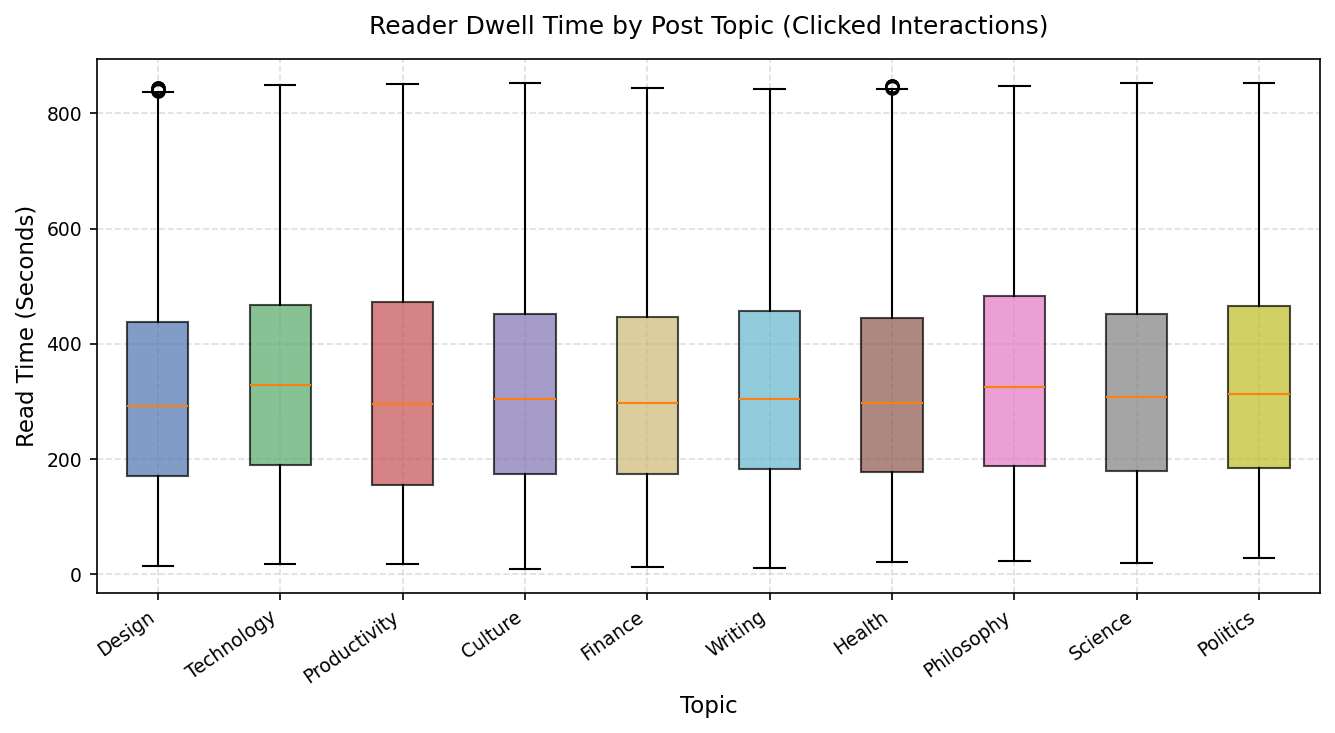 Reader Dwell Time by Post Topic (Clicked Interactions)
Read Time (Seconds)
800
600
400
200
0
Design
Technology
Productivity
Culture
Finance
Writing
Health
Philosophy
Science
Politics
Topic